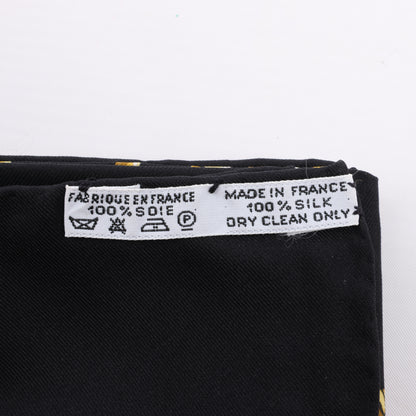 FABRIQUE EN FRANCE
100% SOIE
P
MADE IN FRANCE
100% SILK
DRY CLEAN ONLY